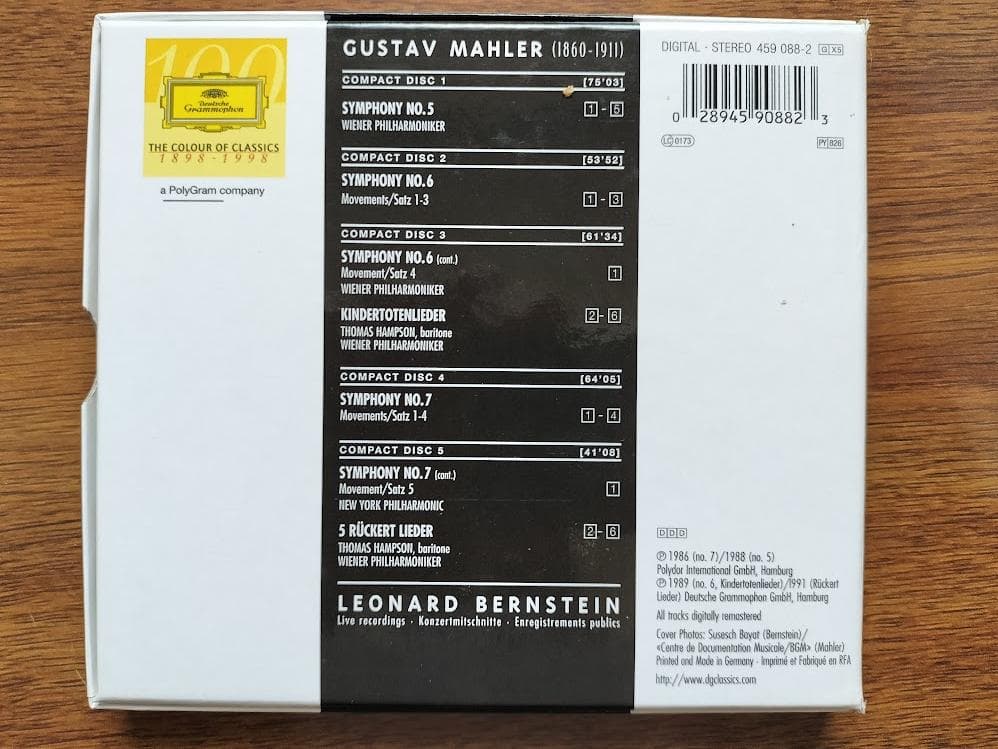 100
Deutsche
Grammophon
THE COLOUR OF CLASSICS
1898-1998
a PolyGram company
GUSTAV MAHLER (1860-1911)
COMPACT DISC 1 [75'03]
SYMPHONY NO.5 1 - 5
WIENER PHILHARMONIKER
COMPACT DISC 2 [53'52]
SYMPHONY NO.6
Movements/Satz 1-3 1 - 3
COMPACT DISC 3 [61'34]
SYMPHONY NO.6 (cont.)
Movement/Satz 4 1
WIENER PHILHARMONIKER
KINDERTOTENLIEDER 2 - 6
THOMAS HAMPSON, baritone
WIENER PHILHARMONIKER
COMPACT DISC 4 [64'05]
SYMPHONY NO.7
Movements/Satz 1-4 1 - 4
COMPACT DISC 5 [41'08]
SYMPHONY NO.7 (cont.)
Movement/Satz 5 1
NEW YORK PHILHARMONIC
5 RÜCKERT LIEDER 2 - 6
THOMAS HAMPSON, baritone
WIENER PHILHARMONIKER
LEONARD BERNSTEIN
Live recordings · Konzertmitschnitte · Enregistrements publics
DIGITAL · STEREO 459 088-2 GX5
0 28945 90882 3
LC 0173 PY 826
DDD
℗ 1986 (no. 7)/1988 (no. 5)
Polydor International GmbH, Hamburg
℗ 1989 (no. 6, Kindertotenlieder)/1991 (Rückert
Lieder) Deutsche Grammophon GmbH, Hamburg
All tracks digitally remastered
Cover Photos: Susesch Bayat (Bernstein)/
«Centre de Documentation Musicale/BGM» (Mahler)
Printed and Made in Germany · Imprimé et Fabriqué en RFA
http://www.dgclassics.com